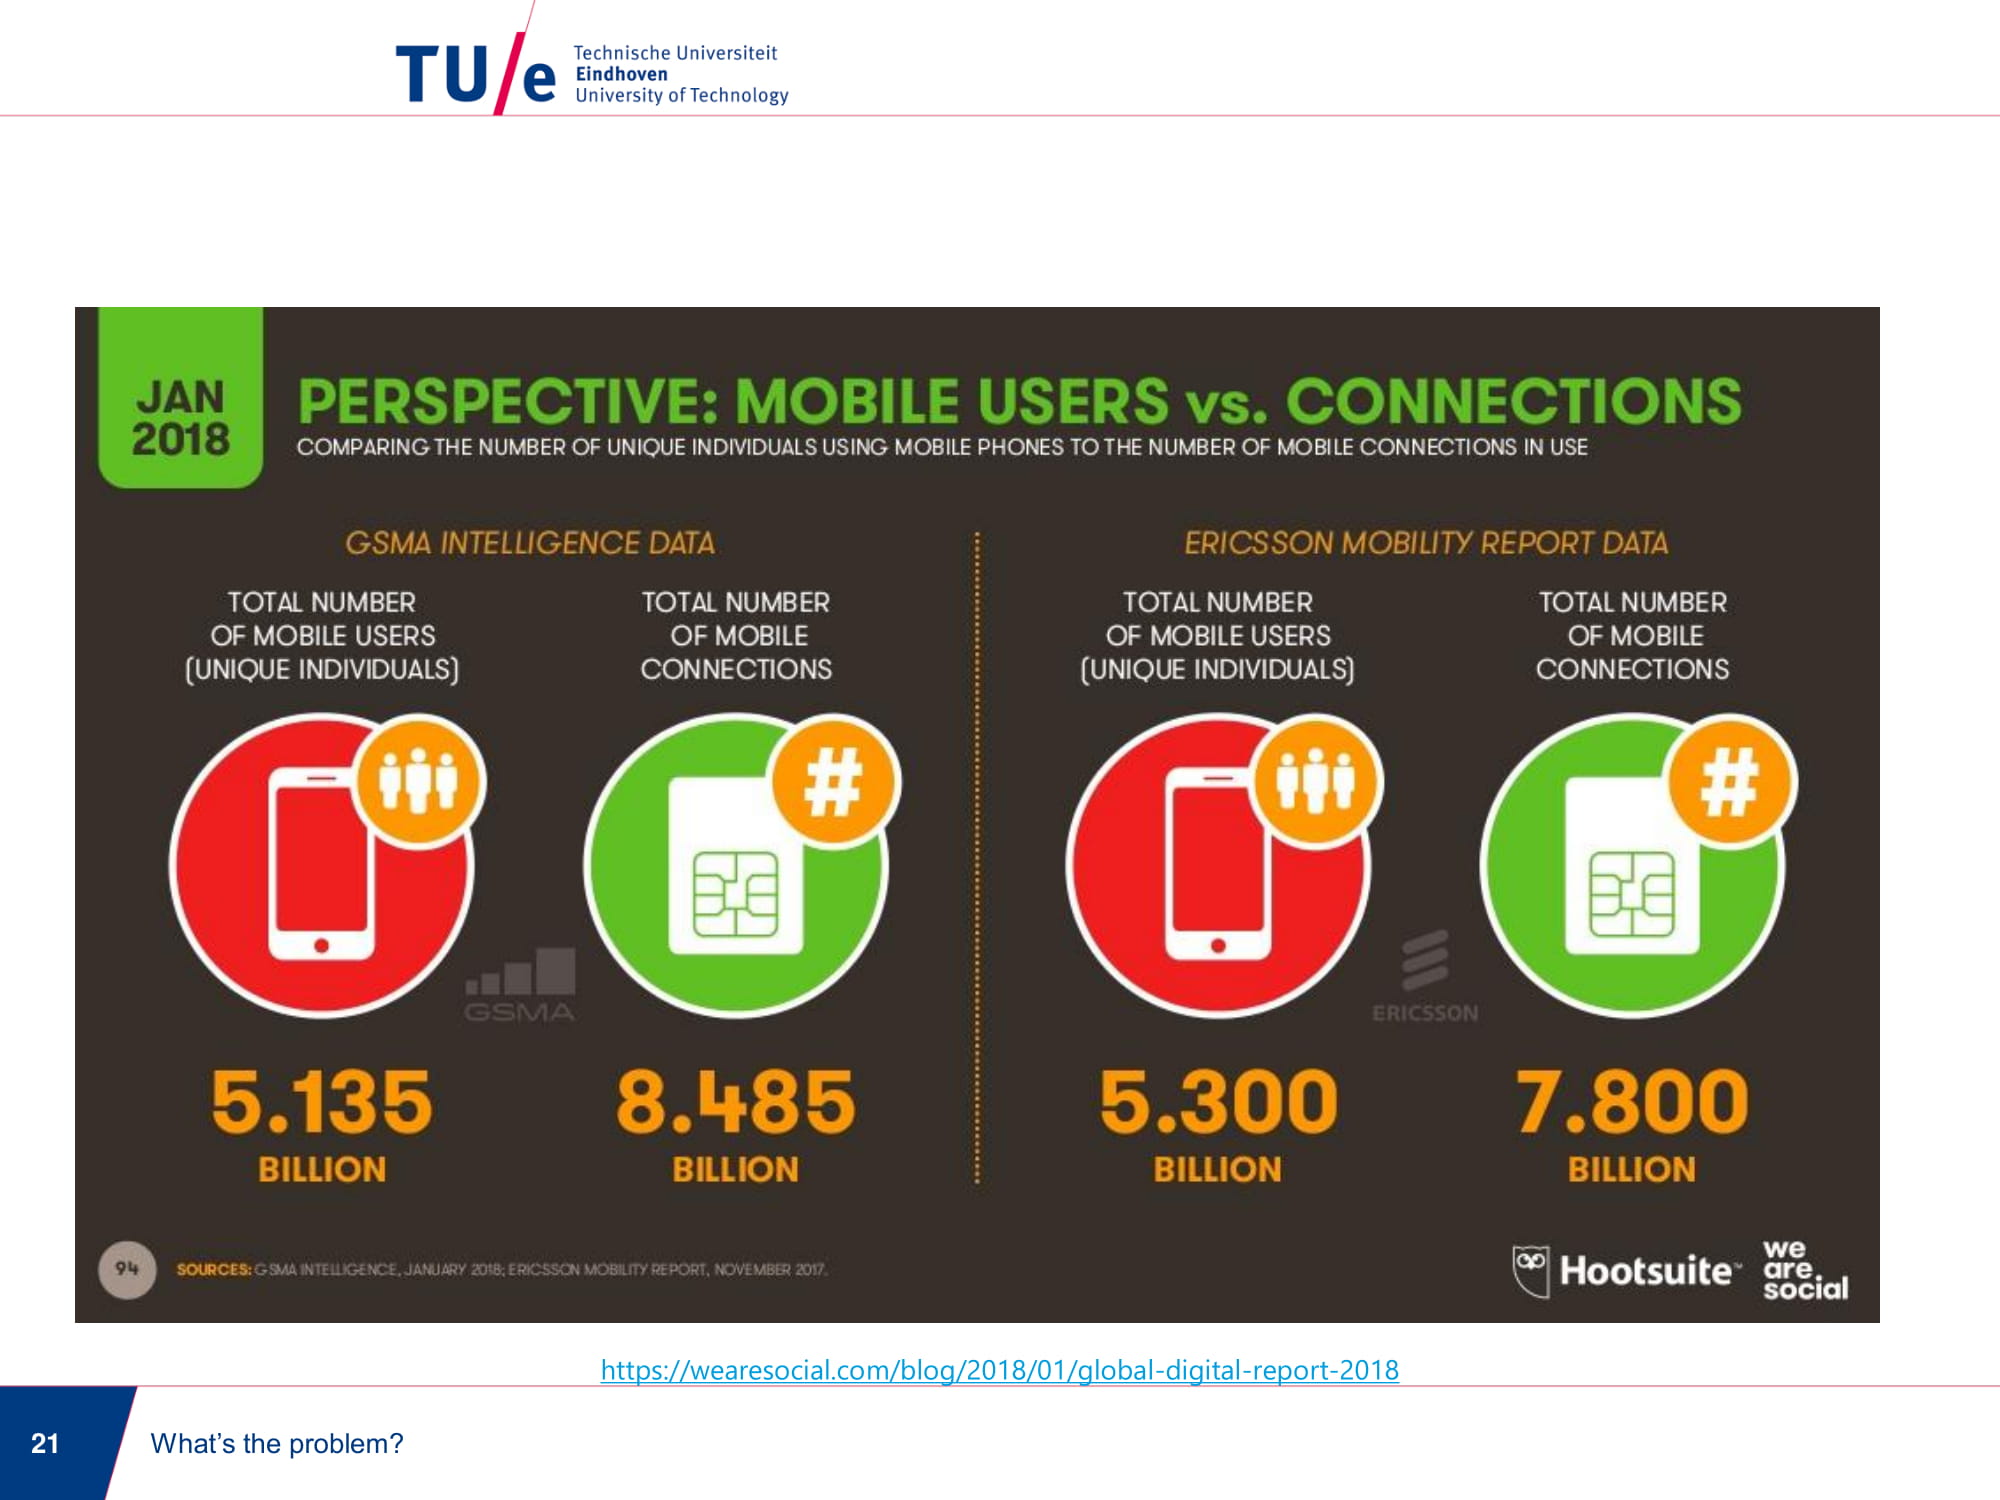 TU/e
Technische Universiteit
Eindhoven
University of Technology
JAN
2018
PERSPECTIVE: MOBILE USERS vs. CONNECTIONS
COMPARING THE NUMBER OF UNIQUE INDIVIDUALS USING MOBILE PHONES TO THE NUMBER OF MOBILE CONNECTIONS IN USE
GSMA INTELLIGENCE DATA
TOTAL NUMBER
OF MOBILE USERS
(UNIQUE INDIVIDUALS)
TOTAL NUMBER
OF MOBILE
CONNECTIONS
#
GSMA
5.135
BILLION
8.485
BILLION
ERICSSON MOBILITY REPORT DATA
TOTAL NUMBER
OF MOBILE USERS
(UNIQUE INDIVIDUALS)
TOTAL NUMBER
OF MOBILE
CONNECTIONS
#
ERICSSON
5.300
BILLION
7.800
BILLION
94
SOURCES: GSMA INTELLIGENCE, JANUARY 2018; ERICSSON MOBILITY REPORT, NOVEMBER 2017.
Hootsuite™
we
are.
social
https://wearesocial.com/blog/2018/01/global-digital-report-2018
21
What's the problem?